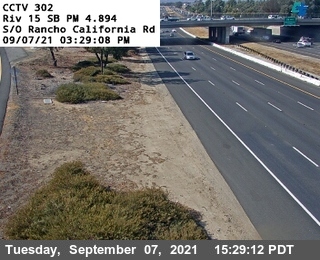 CCTV 302
Riv 15 SB PM 4.894
S/O Rancho California Rd
09/07/21 03:29:08 PM
Tuesday, September 07, 2021 15:29:12 PDT